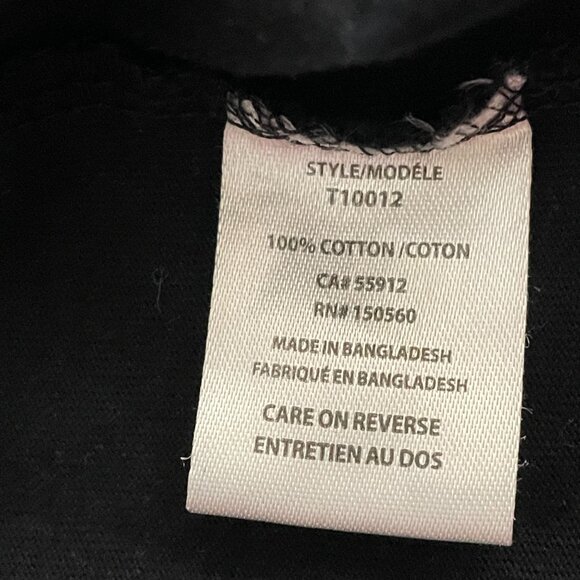 STYLE/MODÉLE
T10012
100% COTTON /COTON
CA# 55912
RN# 150560
MADE IN BANGLADESH
FABRIQUÉ EN BANGLADESH
CARE ON REVERSE
ENTRETIEN AU DOS